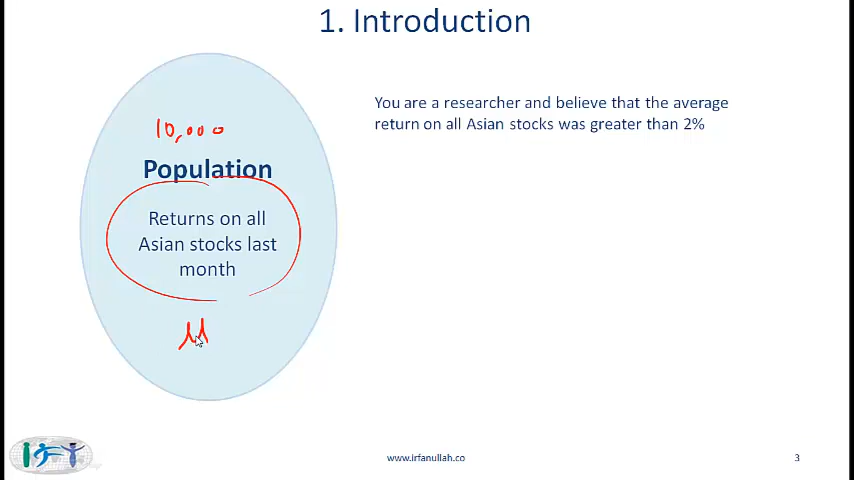 1. Introduction
You are a researcher and believe that the average
return on all Asian stocks was greater than 2%
10,000
Population
Returns on all
Asian stocks last
month
μ
IFT
www.irfanullah.co
3